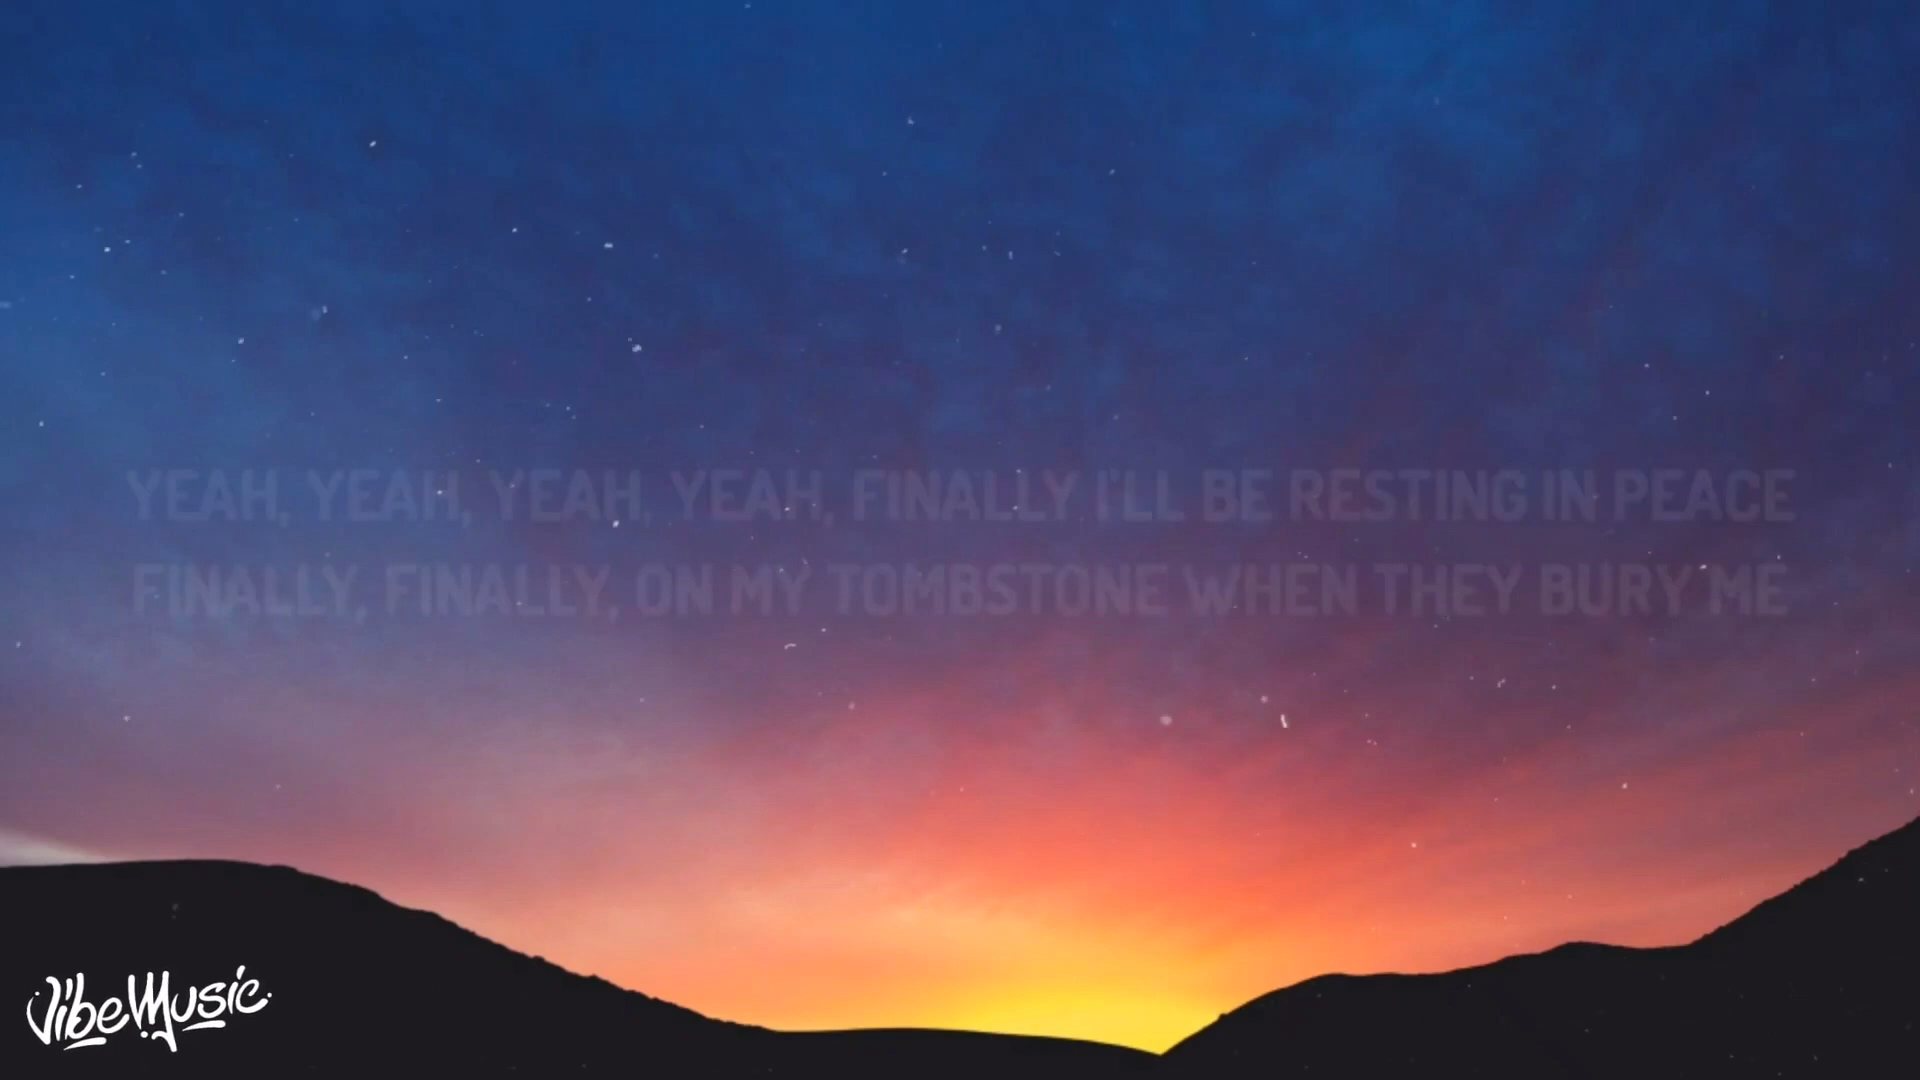 YEAH, YEAH, YEAH, YEAH, FINALLY I'LL BE RESTING IN PEACE
FINALLY, FINALLY, ON MY TOMBSTONE WHEN THEY BURY ME
VibeMusic